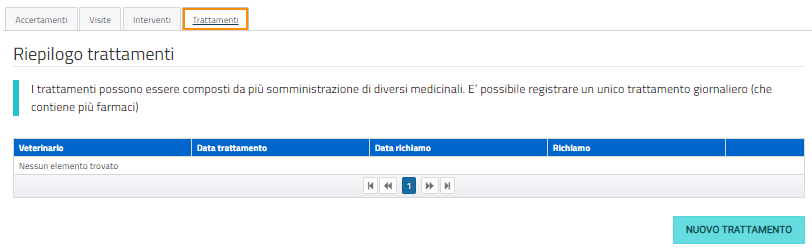 Accertamenti Visite Interventi Trattamenti
Riepilogo trattamenti
I trattamenti possono essere composti da più somministrazione di diversi medicinali. E' possibile registrare un unico trattamento giornaliero (che
contiene più farmaci)
Veterinario Data trattamento Data richiamo Richiamo
Nessun elemento trovato
1
NUOVO TRATTAMENTO